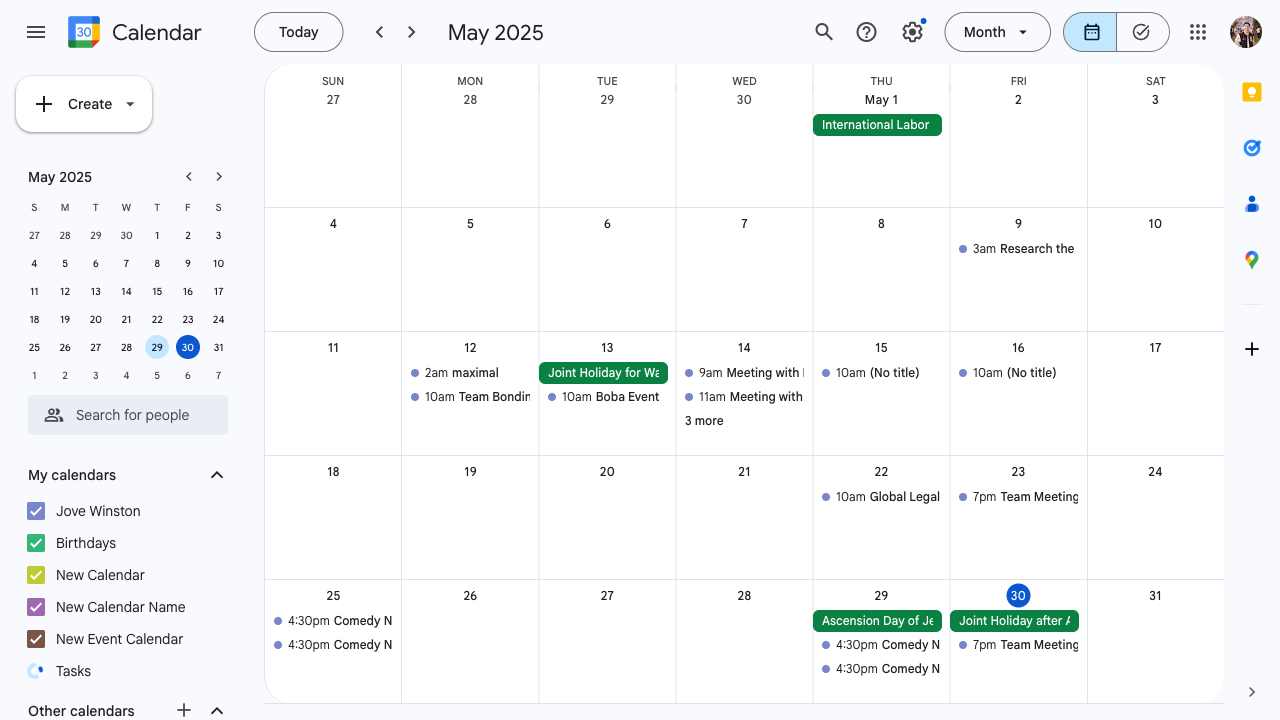 30 Calendar
Today
May 2025
Month
Create
May 2025
S M T W T F S
27 28 29 30 1 2 3
4 5 6 7 8 9 10
11 12 13 14 15 16 17
18 19 20 21 22 23 24
25 26 27 28 29 30 31
1 2 3 4 5 6 7
Search for people
My calendars
Jove Winston
Birthdays
New Calendar
New Calendar Name
New Event Calendar
Tasks
Other calendars
SUN MON TUE WED THU FRI SAT
27 28 29 30 May 1 2 3
International Labor
4 5 6 7 8 9 10
3am Research the
11 12 13 14 15 16 17
2am maximal
10am Team Bondin
Joint Holiday for Wa
10am Boba Event
9am Meeting with
11am Meeting with
3 more
10am (No title)
10am (No title)
18 19 20 21 22 23 24
10am Global Legal
7pm Team Meeting
25 26 27 28 29 30 31
4:30pm Comedy N
4:30pm Comedy N
Ascension Day of Je
4:30pm Comedy N
4:30pm Comedy N
Joint Holiday after A
7pm Team Meeting